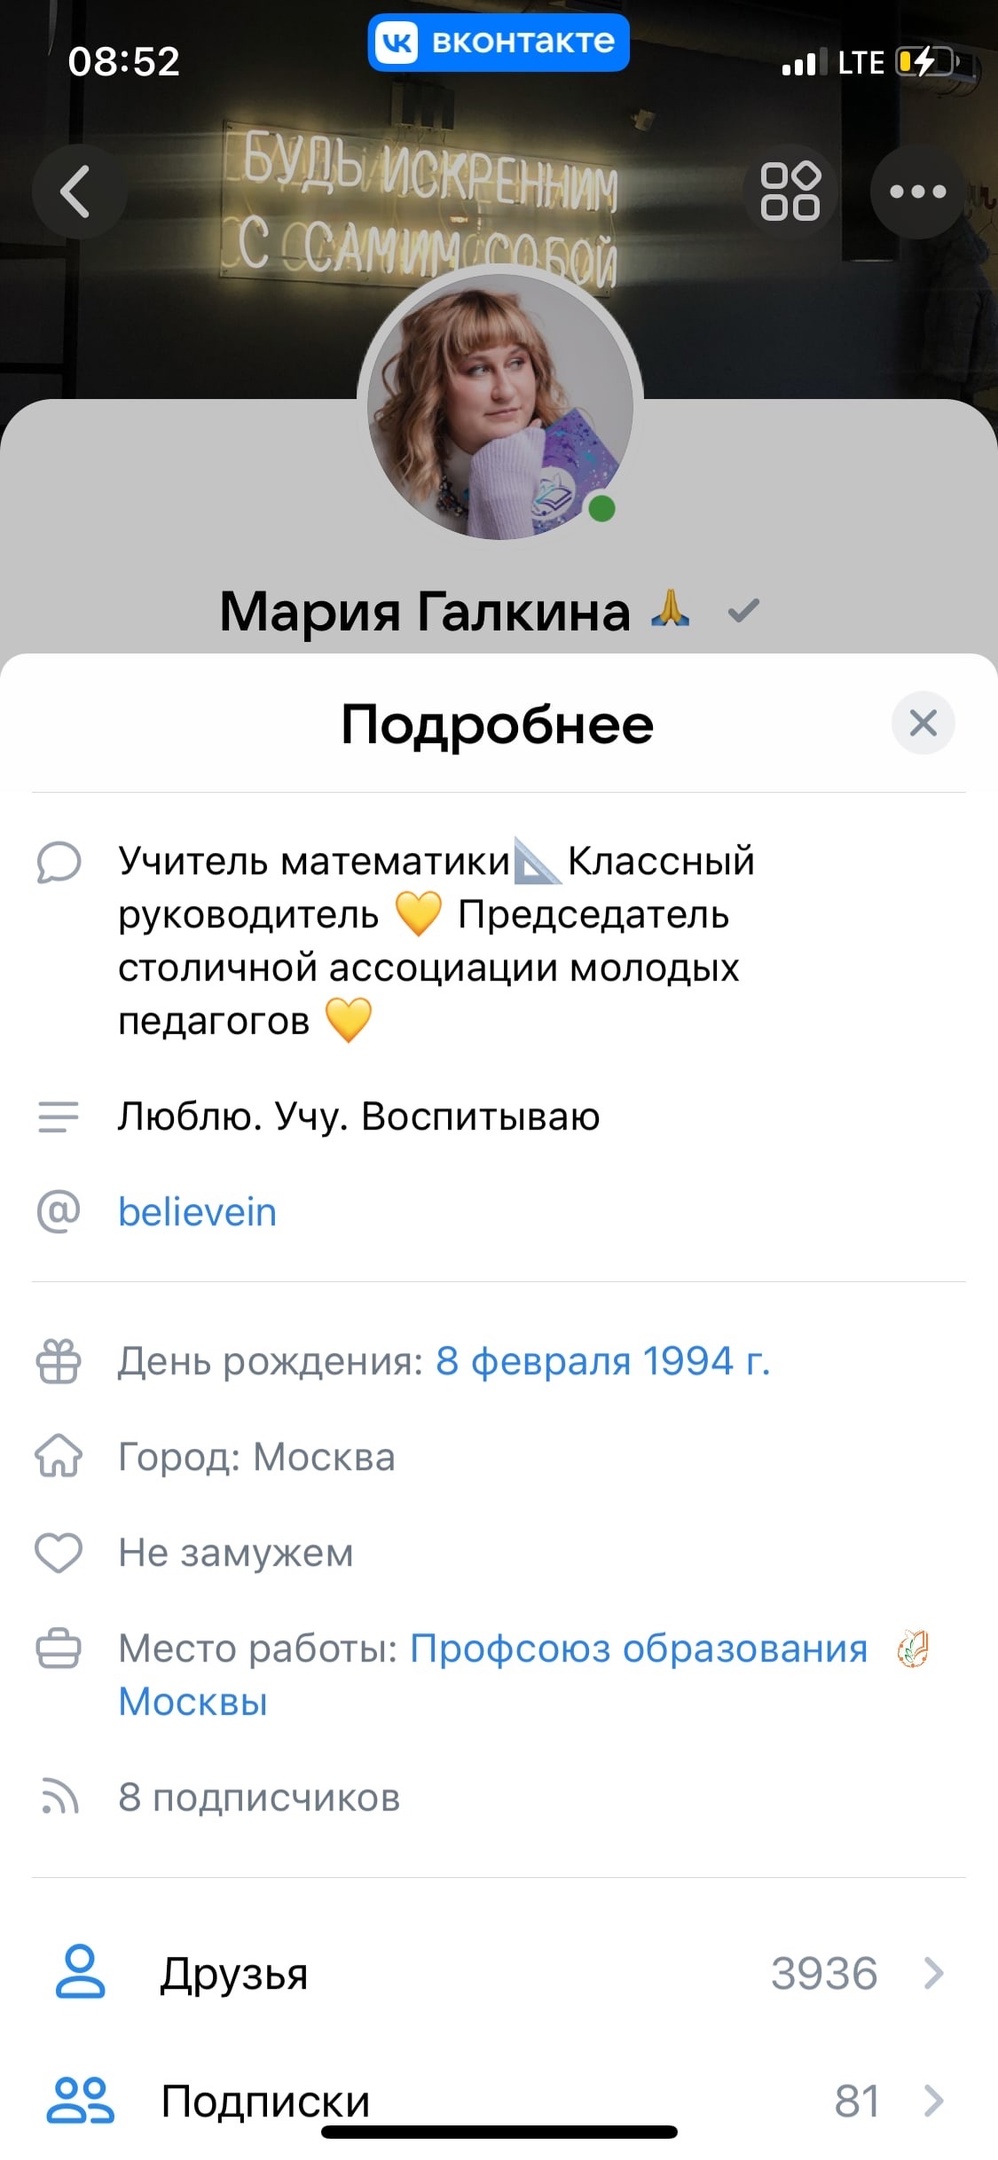 08:52
вконтакте
LTE
БУДЬ ИСКРЕННИМ
С САМИМ СОБОЙ
Мария Галкина 🙏
Подробнее
Учитель математики📐Классный
руководитель 💛 Председатель
столичной ассоциации молодых
педагогов 💛
Люблю. Учу. Воспитываю
@ believein
День рождения: 8 февраля 1994 г.
Город: Москва
Не замужем
Место работы: Профсоюз образования
Москвы
8 подписчиков
Друзья 3936
Подписки 81